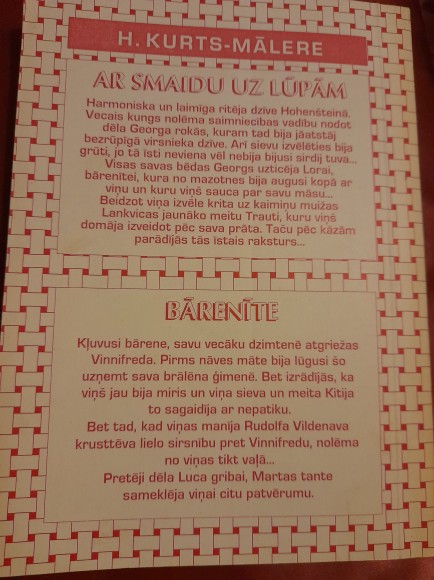 H. KURTS-MĀLERE
AR SMAIDU UZ LŪPĀM
Harmoniska un laimīga ritēja dzīve Hohenšteinā.
Vecais kungs nolēma saimniecības vadību nodot
dēla Georga rokās, kuram tad bija jāatstāj
bezrūpīgā virsnieka dzīve. Arī sievu izvēlēties bija
grūti, jo tā īsti neviena vēl nebija bijusi sirdij tuva...
Visas savas bēdas Georgs uzticēja Lorai,
bārenītei, kura no mazotnes bija augusi kopā ar
viņu un kuru viņš sauca par savu māsu...
Beidzot viņa izvēle krita uz kaimiņu muižas
Lankvicas jaunāko meitu Trauti, kuru viņš
domāja izveidot pēc sava prāta. Taču pēc kāzām
parādījās tās īstais raksturs...
BĀRENĪTE
Kļuvusi bārene, savu vecāku dzimtenē atgriežas
Vinnifreda. Pirms nāves māte bija lūgusi šo
uzņemt sava brālēna ģimenē. Bet izrādījās, ka
viņš jau bija miris un viņa sieva un meita Kitija
to sagaidīja ar nepatiku.
Bet tad, kad viņas manīja Rudolfa Vildenava
krusttēva lielo sirsnību pret Vinnifredu, nolēma
no viņas tikt vaļā...
Pretēji dēla Luca gribai, Martas tante
sameklēja viņai citu patvērumu.